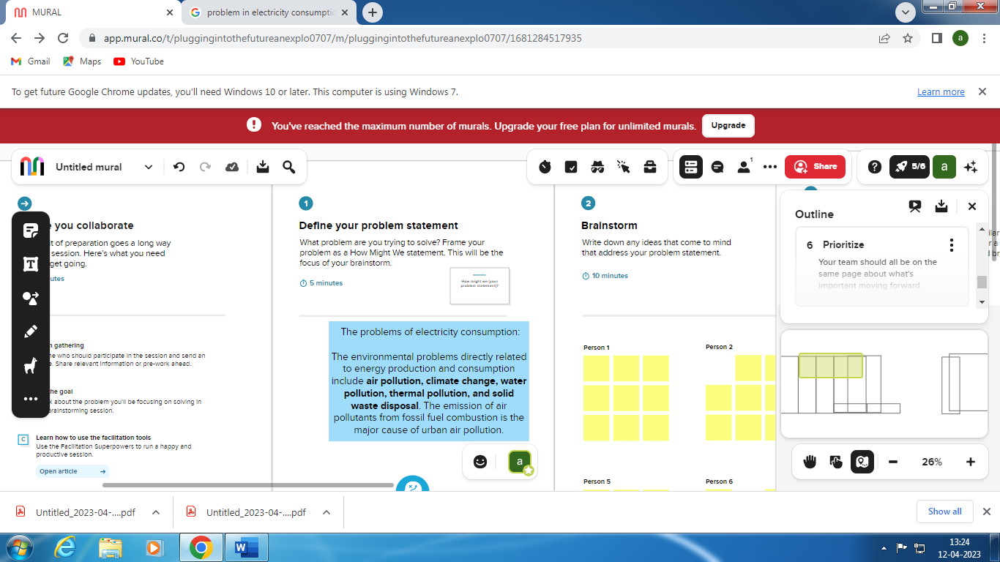 MURAL
problem in electricity consumptic
app.mural.co/t/pluggingintothefutureanexplo0707/m/pluggingintothefutureanexplo0707/1681284517935
a
Gmail
Maps
YouTube
To get future Google Chrome updates, you'll need Windows 10 or later. This computer is using Windows 7.
Learn more
You've reached the maximum number of murals. Upgrade your free plan for unlimited murals.
Upgrade
Untitled mural
1
Share
5/6
a
you collaborate
it of preparation goes a long way
session. Here's what you need
get going.
utes
1
Define your problem statement
What problem are you trying to solve? Frame your
problem as a How Might We statement. This will be the
focus of your brainstorm.
5 minutes
How might we [your
problem statement]?
2
Brainstorm
Write down any ideas that come to mind
that address your problem statement.
10 minutes
Outline
6 Prioritize
Your team should all be on the
same page about what's
important moving forward.
gathering
who should participate in the session and send an
Share relevant information or pre-work ahead.
the goal
about the problem you'll be focusing on solving in
brainstorming session.
C
Learn how to use the facilitation tools
Use the Facilitation Superpowers to run a happy and
productive session.
Open article
The problems of electricity consumption:
The environmental problems directly related
to energy production and consumption
include air pollution, climate change, water
pollution, thermal pollution, and solid
waste disposal. The emission of air
pollutants from fossil fuel combustion is the
major cause of urban air pollution.
Person 1
Person 2
Person 5
Person 6
a
26%
Untitled_2023-04-....pdf
Untitled_2023-04-....pdf
Show all
13:24
12-04-2023